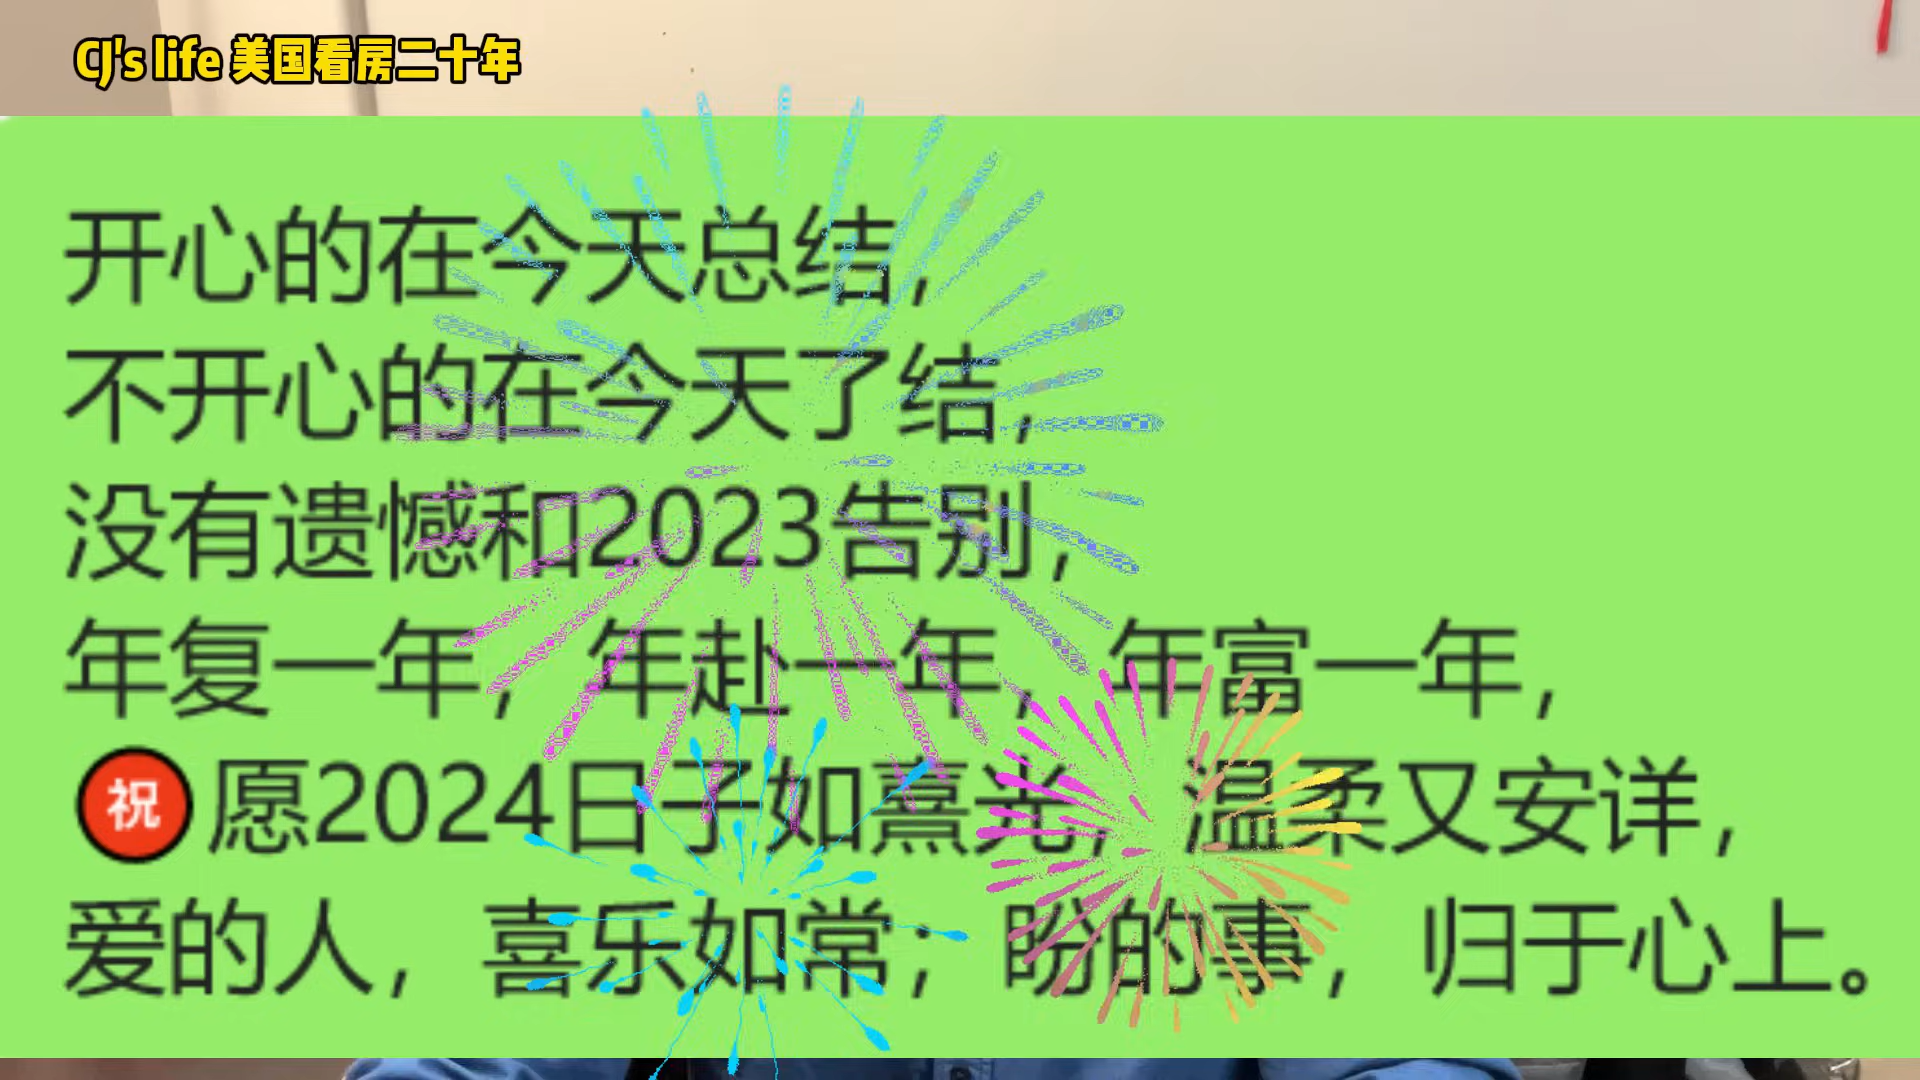 CJ's life 美国看房二十年
开心的在今天总结，
不开心的在今天了结，
没有遗憾和2023告别，
年复一年，年赴一年，年富一年，
祝愿2024日子如熹光，温柔又安详，
爱的人，喜乐如常；盼的事，归于心上。